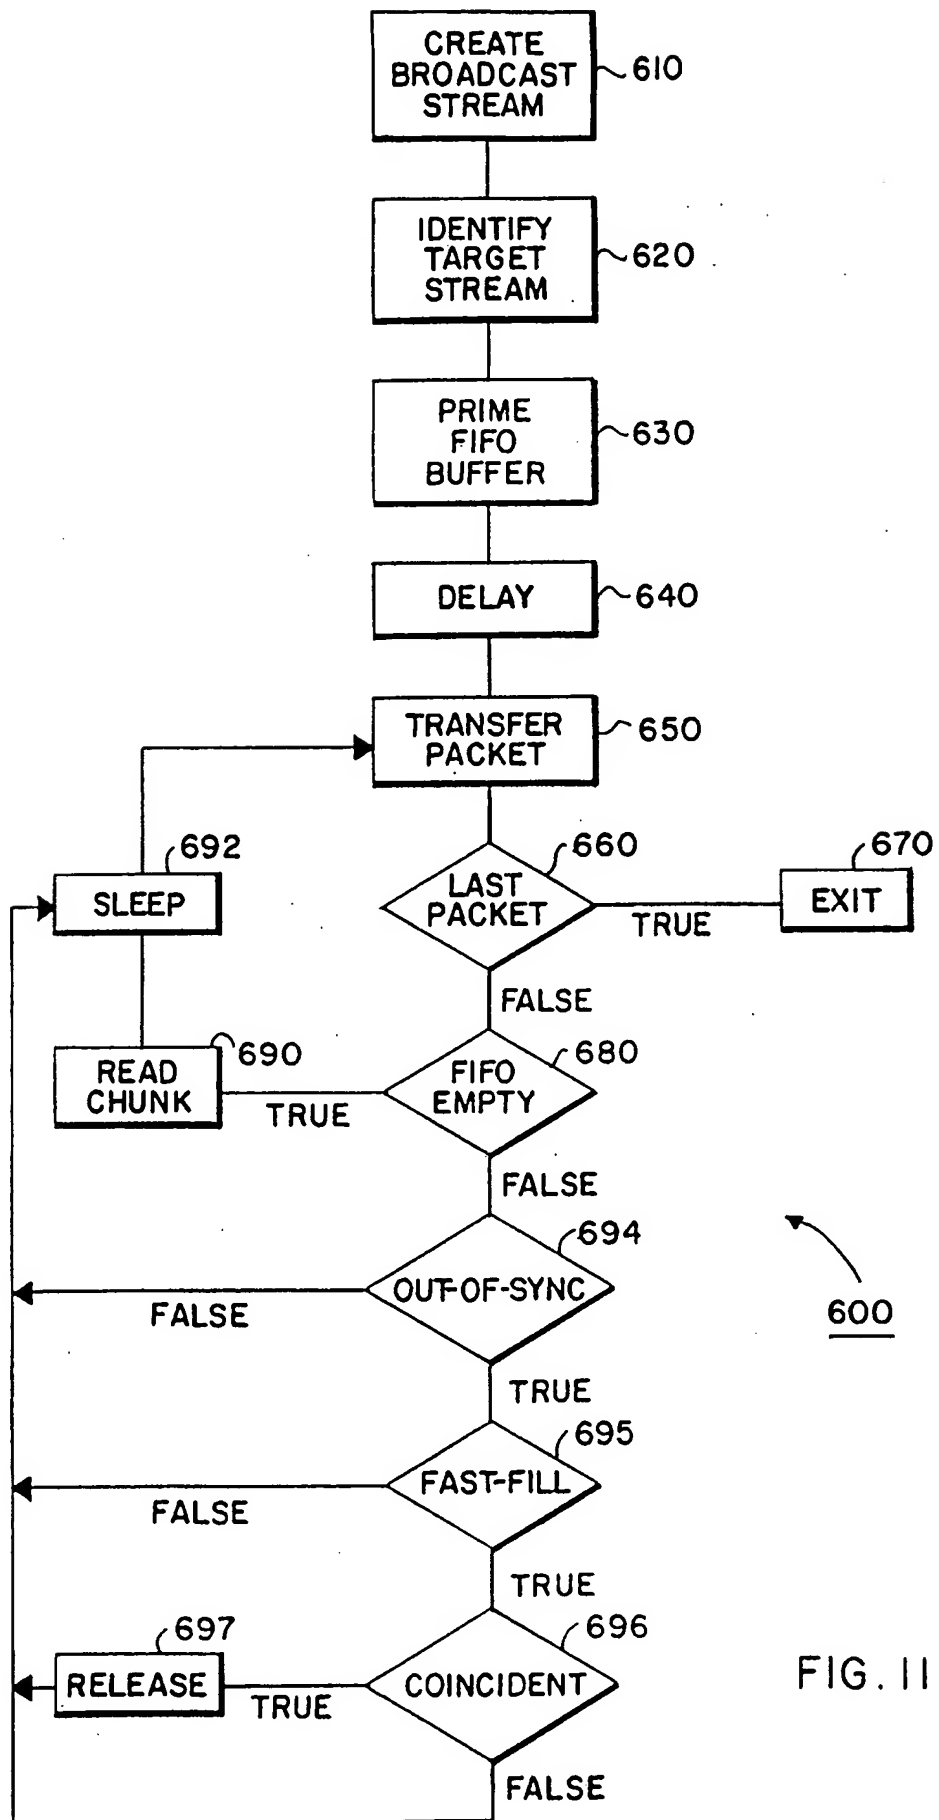 CREATE
BROADCAST
STREAM
610
IDENTIFY
TARGET
STREAM
620
PRIME
FIFO
BUFFER
630
DELAY
640
TRANSFER
PACKET
650
692
SLEEP
660
LAST
PACKET
TRUE
670
EXIT
FALSE
690
READ
CHUNK
TRUE
680
FIFO
EMPTY
FALSE
694
OUT-OF-SYNC
FALSE
600
TRUE
695
FAST-FILL
FALSE
TRUE
697
RELEASE
TRUE
696
COINCIDENT
FALSE
FIG. 11